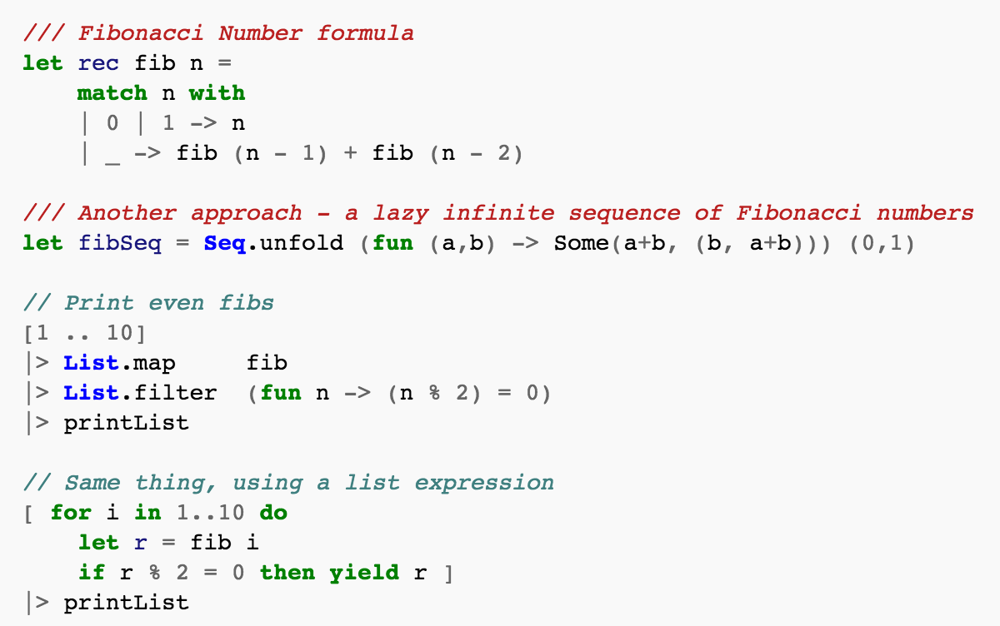 /// Fibonacci Number formula
let rec fib n =
    match n with
    | 0 | 1 -> n
    | _ -> fib (n - 1) + fib (n - 2)

/// Another approach - a lazy infinite sequence of Fibonacci numbers
let fibSeq = Seq.unfold (fun (a,b) -> Some(a+b, (b, a+b))) (0,1)

// Print even fibs
[1 .. 10]
|> List.map     fib
|> List.filter  (fun n -> (n % 2) = 0)
|> printList

// Same thing, using a list expression
[ for i in 1..10 do
    let r = fib i
    if r % 2 = 0 then yield r ]
|> printList